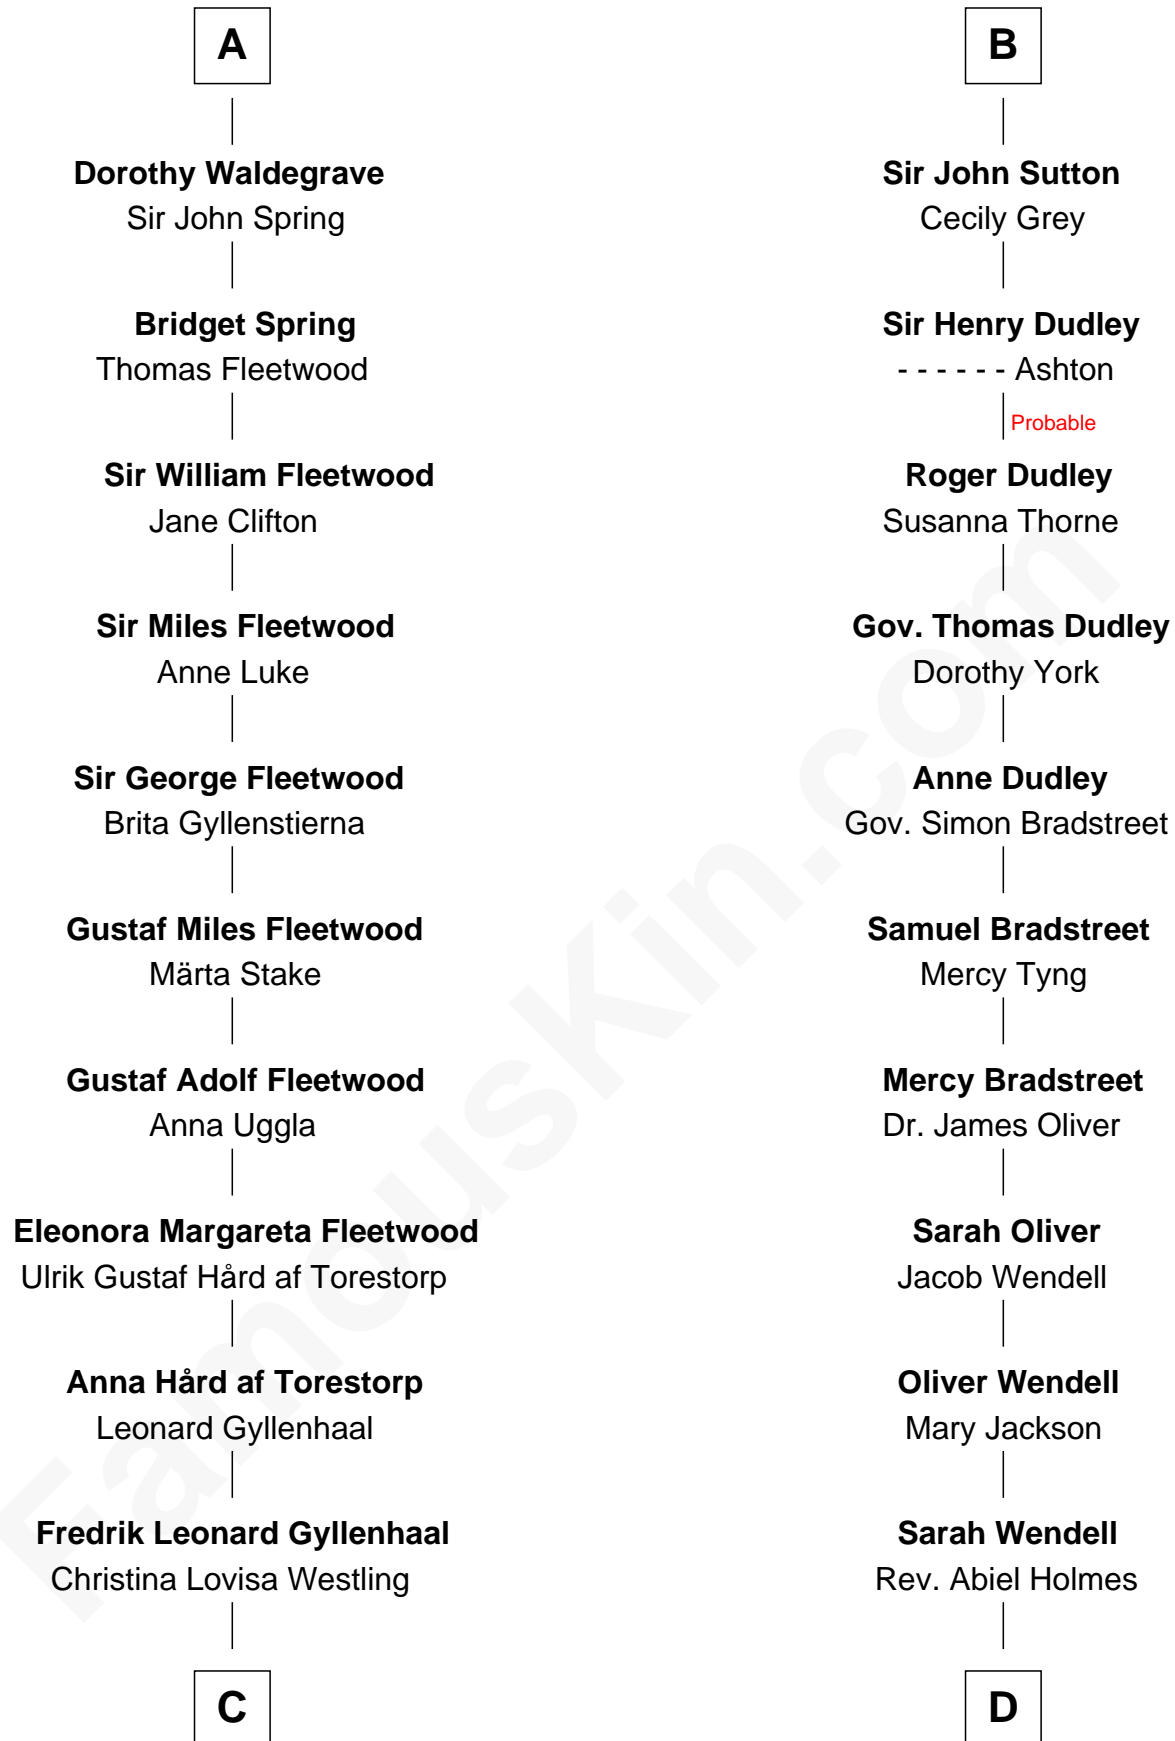 A
Dorothy Waldegrave
Sir John Spring
Bridget Spring
Thomas Fleetwood
Sir William Fleetwood
Jane Clifton
Sir Miles Fleetwood
Anne Luke
Sir George Fleetwood
Brita Gyllenstierna
Gustaf Miles Fleetwood
Märta Stake
Gustaf Adolf Fleetwood
Anna Uggla
Eleonora Margareta Fleetwood
Ulrik Gustaf Hård af Torestorp
Anna Hård af Torestorp
Leonard Gyllenhaal
Fredrik Leonard Gyllenhaal
Christina Lovisa Westling
C
B
Sir John Sutton
Cecily Grey
Sir Henry Dudley
- - - - - - Ashton
Probable
Roger Dudley
Susanna Thorne
Gov. Thomas Dudley
Dorothy York
Anne Dudley
Gov. Simon Bradstreet
Samuel Bradstreet
Mercy Tyng
Mercy Bradstreet
Dr. James Oliver
Sarah Oliver
Jacob Wendell
Oliver Wendell
Mary Jackson
Sarah Wendell
Rev. Abiel Holmes
D
FamousKin.com